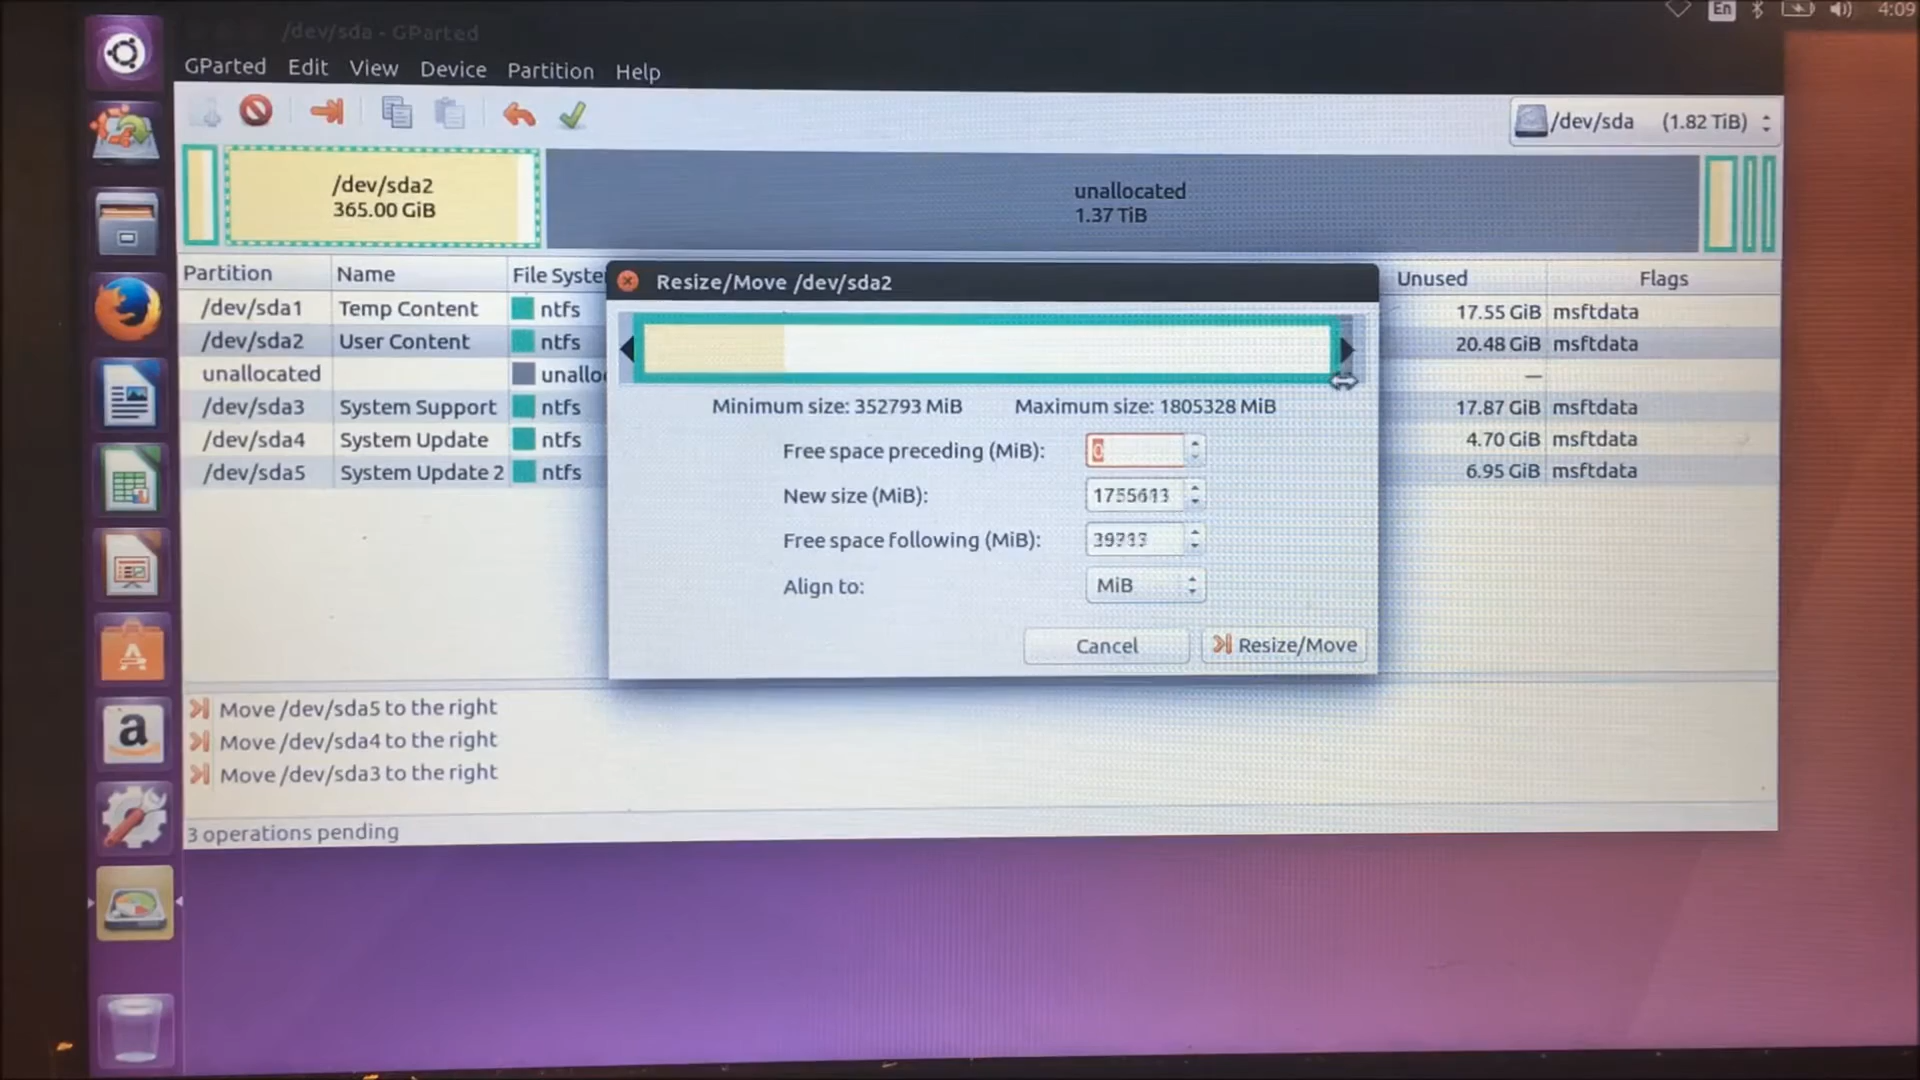 /dev/sda - GParted
En
4:09
GParted Edit View Device Partition Help
/dev/sda (1.82 TiB)
/dev/sda2
365.00 GiB
unallocated
1.37 TiB
Partition Name File Syste Unused Flags
/dev/sda1 Temp Content ntfs 17.55 GiB msftdata
/dev/sda2 User Content ntfs 20.48 GiB msftdata
unallocated unallo —
/dev/sda3 System Support ntfs 17.87 GiB msftdata
/dev/sda4 System Update ntfs 4.70 GiB msftdata
/dev/sda5 System Update 2 ntfs 6.95 GiB msftdata
Resize/Move /dev/sda2
Minimum size: 352793 MiB Maximum size: 1805328 MiB
Free space preceding (MiB): 0
New size (MiB):
Free space following (MiB):
Align to: MiB
Cancel Resize/Move
Move /dev/sda5 to the right
Move /dev/sda4 to the right
Move /dev/sda3 to the right
3 operations pending
a